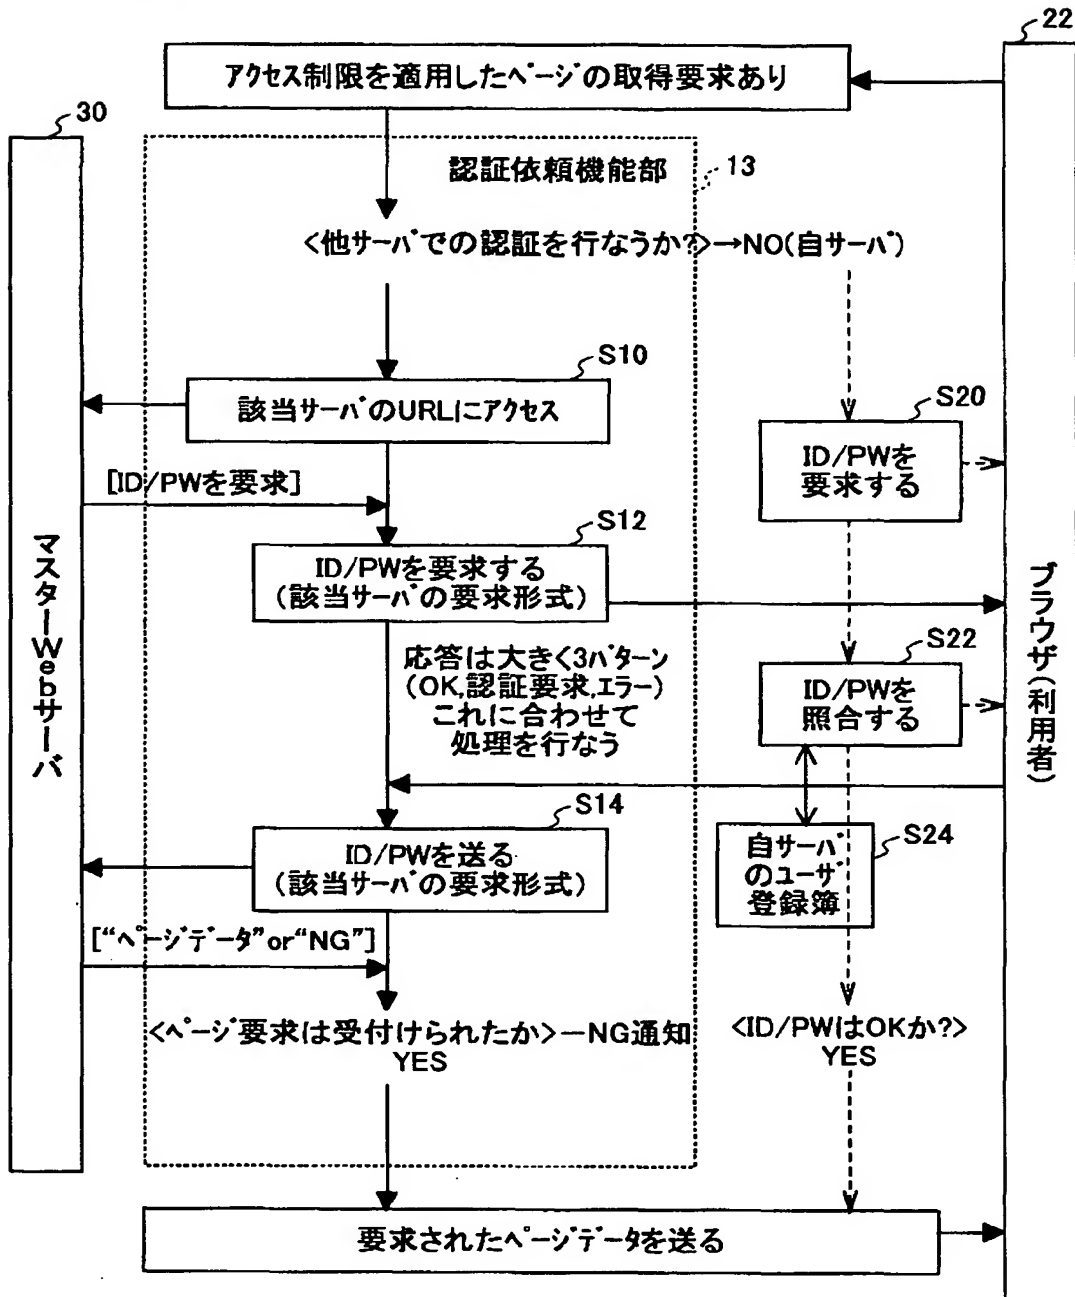 22
アクセス制限を適用したページの取得要求あり
30
認証依頼機能部
13
<他サーバでの認証を行なうか?>→NO(自サーバ)
S10
該当サーバのURLにアクセス
S20
ID/PWを
要求する
[ID/PWを要求]
S12
ID/PWを要求する
(該当サーバの要求形式)
マスターWebサーバ
ブラウザ(利用者)
応答は大きく3パターン
(OK,認証要求,エラー)
これに合わせて
処理を行なう
S22
ID/PWを
照合する
S14
ID/PWを送る
(該当サーバの要求形式)
S24
自サーバ
のユーザ
登録簿
[“ページデータ”or“NG”]
<ページ要求は受付けられたか>ーNG通知
YES
<ID/PWはOKか?>
YES
要求されたページデータを送る